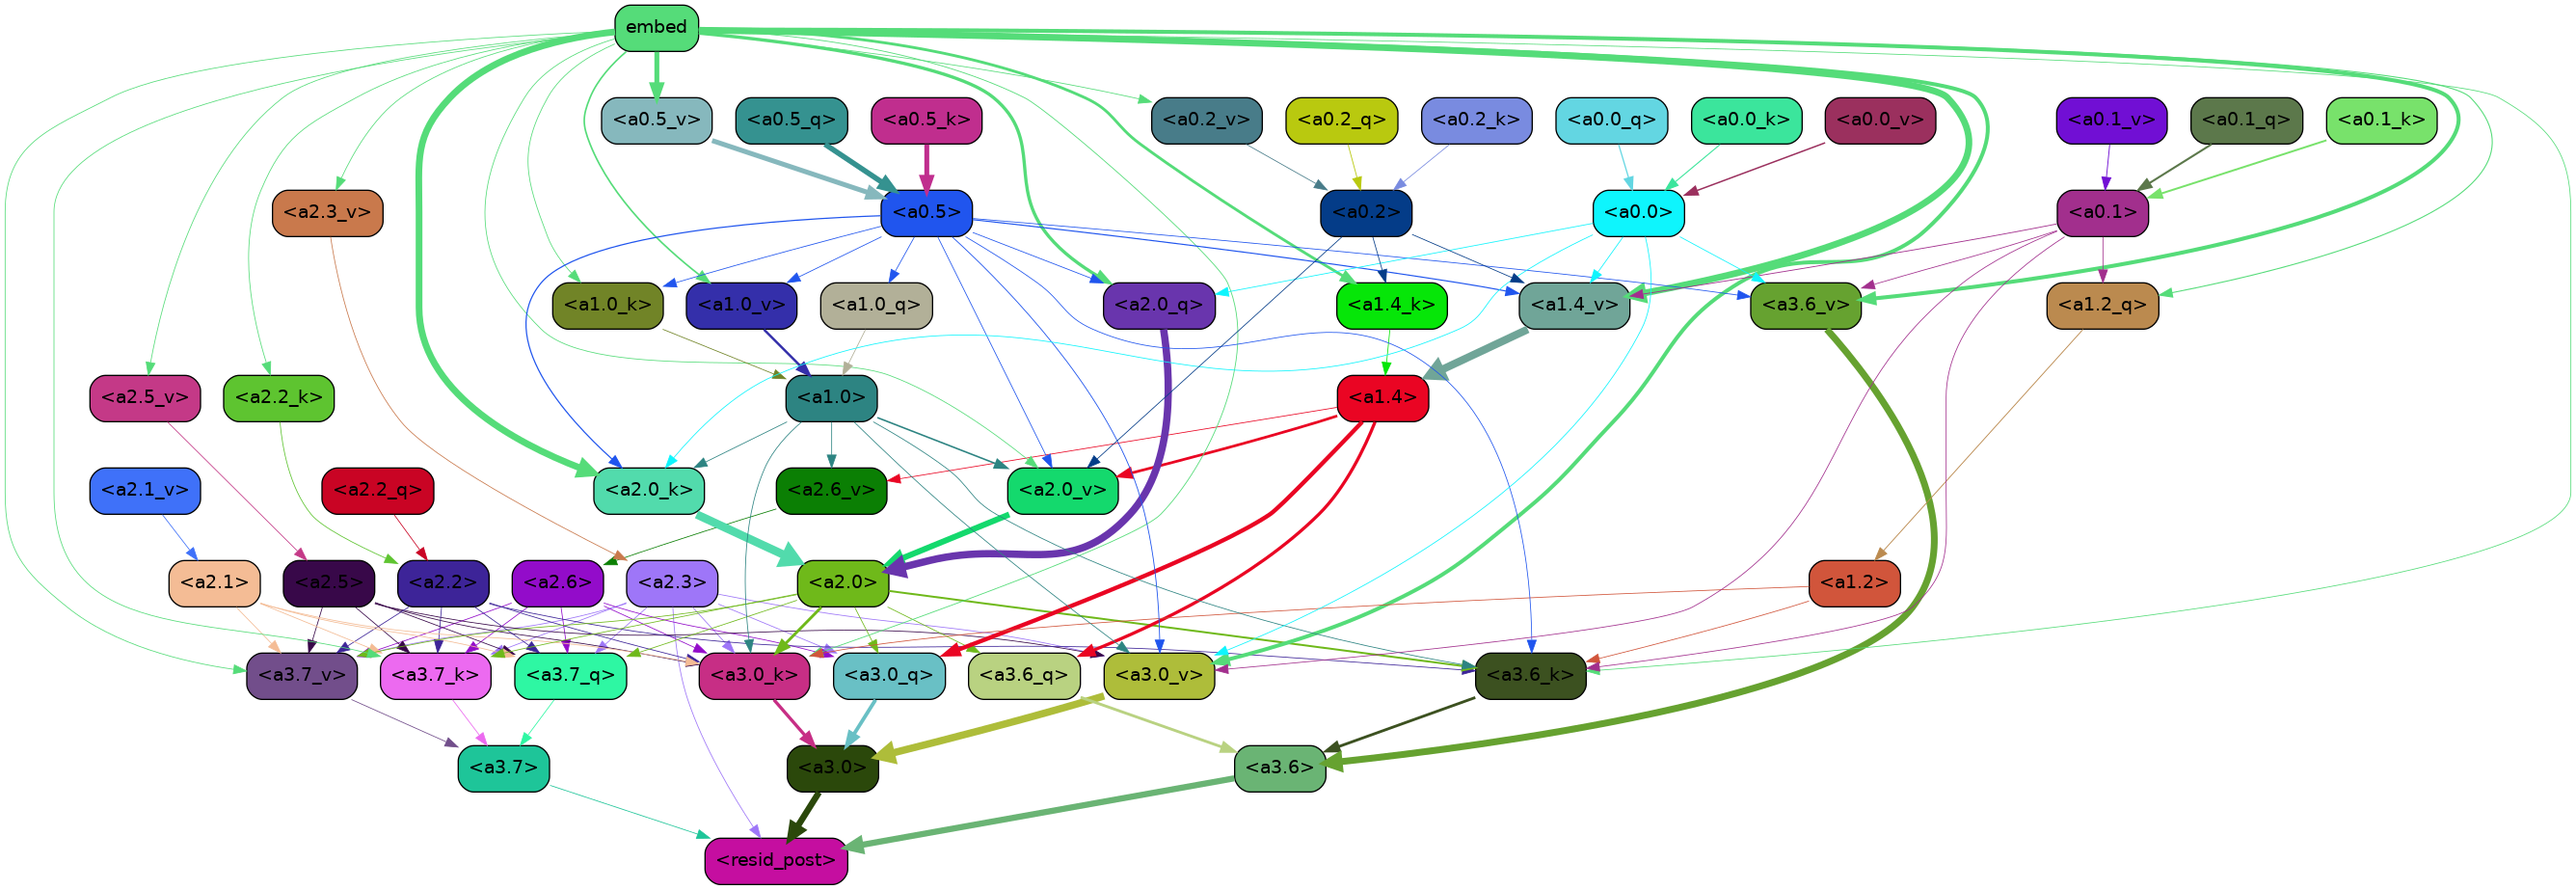 embed
<a0.5_v>
<a0.5_q>
<a0.5_k>
<a0.2_v>
<a0.2_q>
<a0.2_k>
<a0.0_q>
<a0.0_k>
<a0.0_v>
<a0.1_v>
<a0.1_q>
<a0.1_k>
<a2.3_v>
<a0.5>
<a0.2>
<a0.0>
<a0.1>
<a1.0_k>
<a1.0_v>
<a1.0_q>
<a2.0_q>
<a1.4_k>
<a1.4_v>
<a3.6_v>
<a1.2_q>
<a2.5_v>
<a2.2_k>
<a1.0>
<a1.4>
<a2.1_v>
<a2.2_q>
<a2.0_k>
<a2.6_v>
<a2.0_v>
<a2.1>
<a2.5>
<a2.2>
<a2.6>
<a2.3>
<a2.0>
<a1.2>
<a3.7_v>
<a3.7_k>
<a3.7_q>
<a3.0_k>
<a3.0_q>
<a3.6_q>
<a3.0_v>
<a3.6_k>
<a3.7>
<a3.0>
<a3.6>
<resid_post>